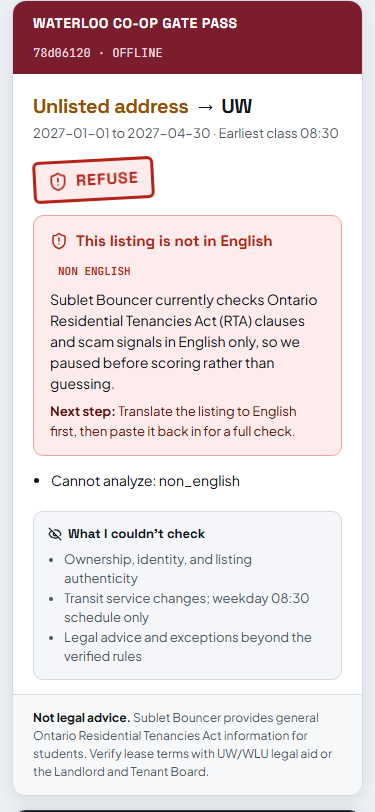 WATERLOO CO-OP GATE PASS
78d06120 · OFFLINE
Unlisted address → UW
2027-01-01 to 2027-04-30 · Earliest class 08:30
REFUSE
This listing is not in English
NON ENGLISH
Sublet Bouncer currently checks Ontario
Residential Tenancies Act (RTA) clauses
and scam signals in English only, so we
paused before scoring rather than
guessing.
Next step: Translate the listing to English
first, then paste it back in for a full check.
• Cannot analyze: non_english
What I couldn't check
• Ownership, identity, and listing
authenticity
• Transit service changes; weekday 08:30
schedule only
• Legal advice and exceptions beyond the
verified rules
Not legal advice. Sublet Bouncer provides general
Ontario Residential Tenancies Act information for
students. Verify lease terms with UW/WLU legal aid or
the Landlord and Tenant Board.